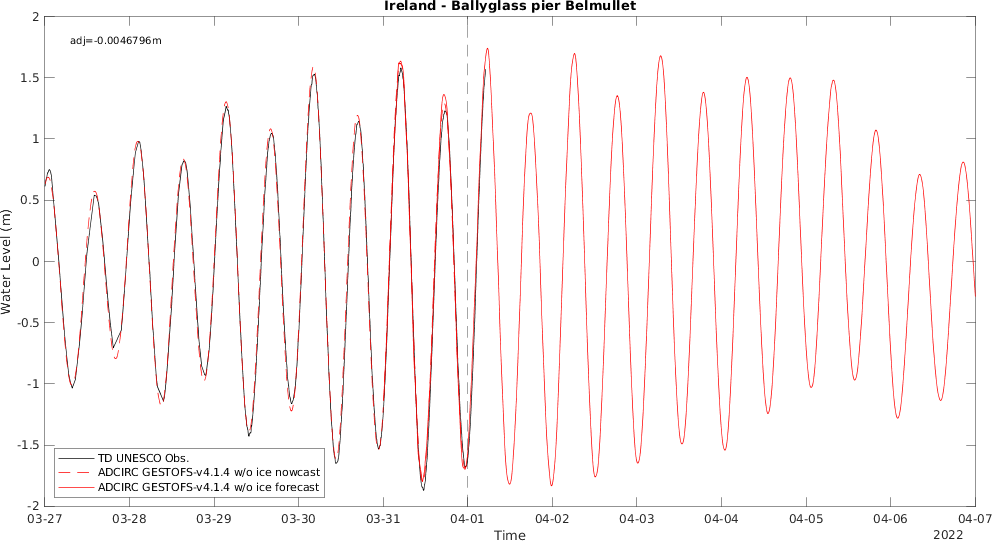 Ireland - Ballyglass pier Belmullet
adj=-0.0046796m
2
1.5
1
0.5
0
-0.5
-1
-1.5
-2
Water Level (m)
TD UNESCO Obs.
ADCIRC GESTOFS-v4.1.4 w/o ice nowcast
ADCIRC GESTOFS-v4.1.4 w/o ice forecast
03-27 03-28 03-29 03-30 03-31 04-01 04-02 04-03 04-04 04-05 04-06 04-07
Time
2022